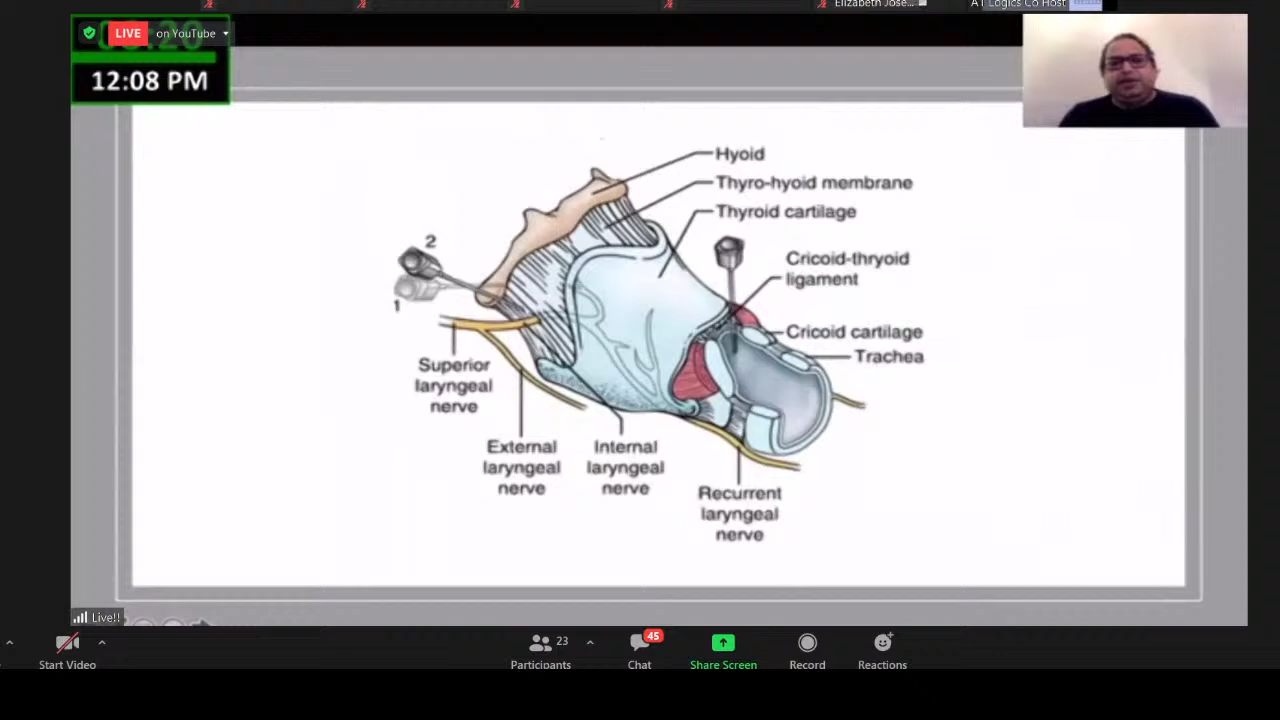 Elizabeth Jose...
AT Logics Co Host
LIVE on YouTube
12:08 PM
Hyoid
Thyro-hyoid membrane
Thyroid cartilage
2
Cricoid-thryoid
ligament
1
Cricoid cartilage
Trachea
Superior
laryngeal
nerve
External
laryngeal
nerve
Internal
laryngeal
nerve
Recurrent
laryngeal
nerve
Live!!
23
45
Start Video
Participants
Chat
Share Screen
Record
Reactions